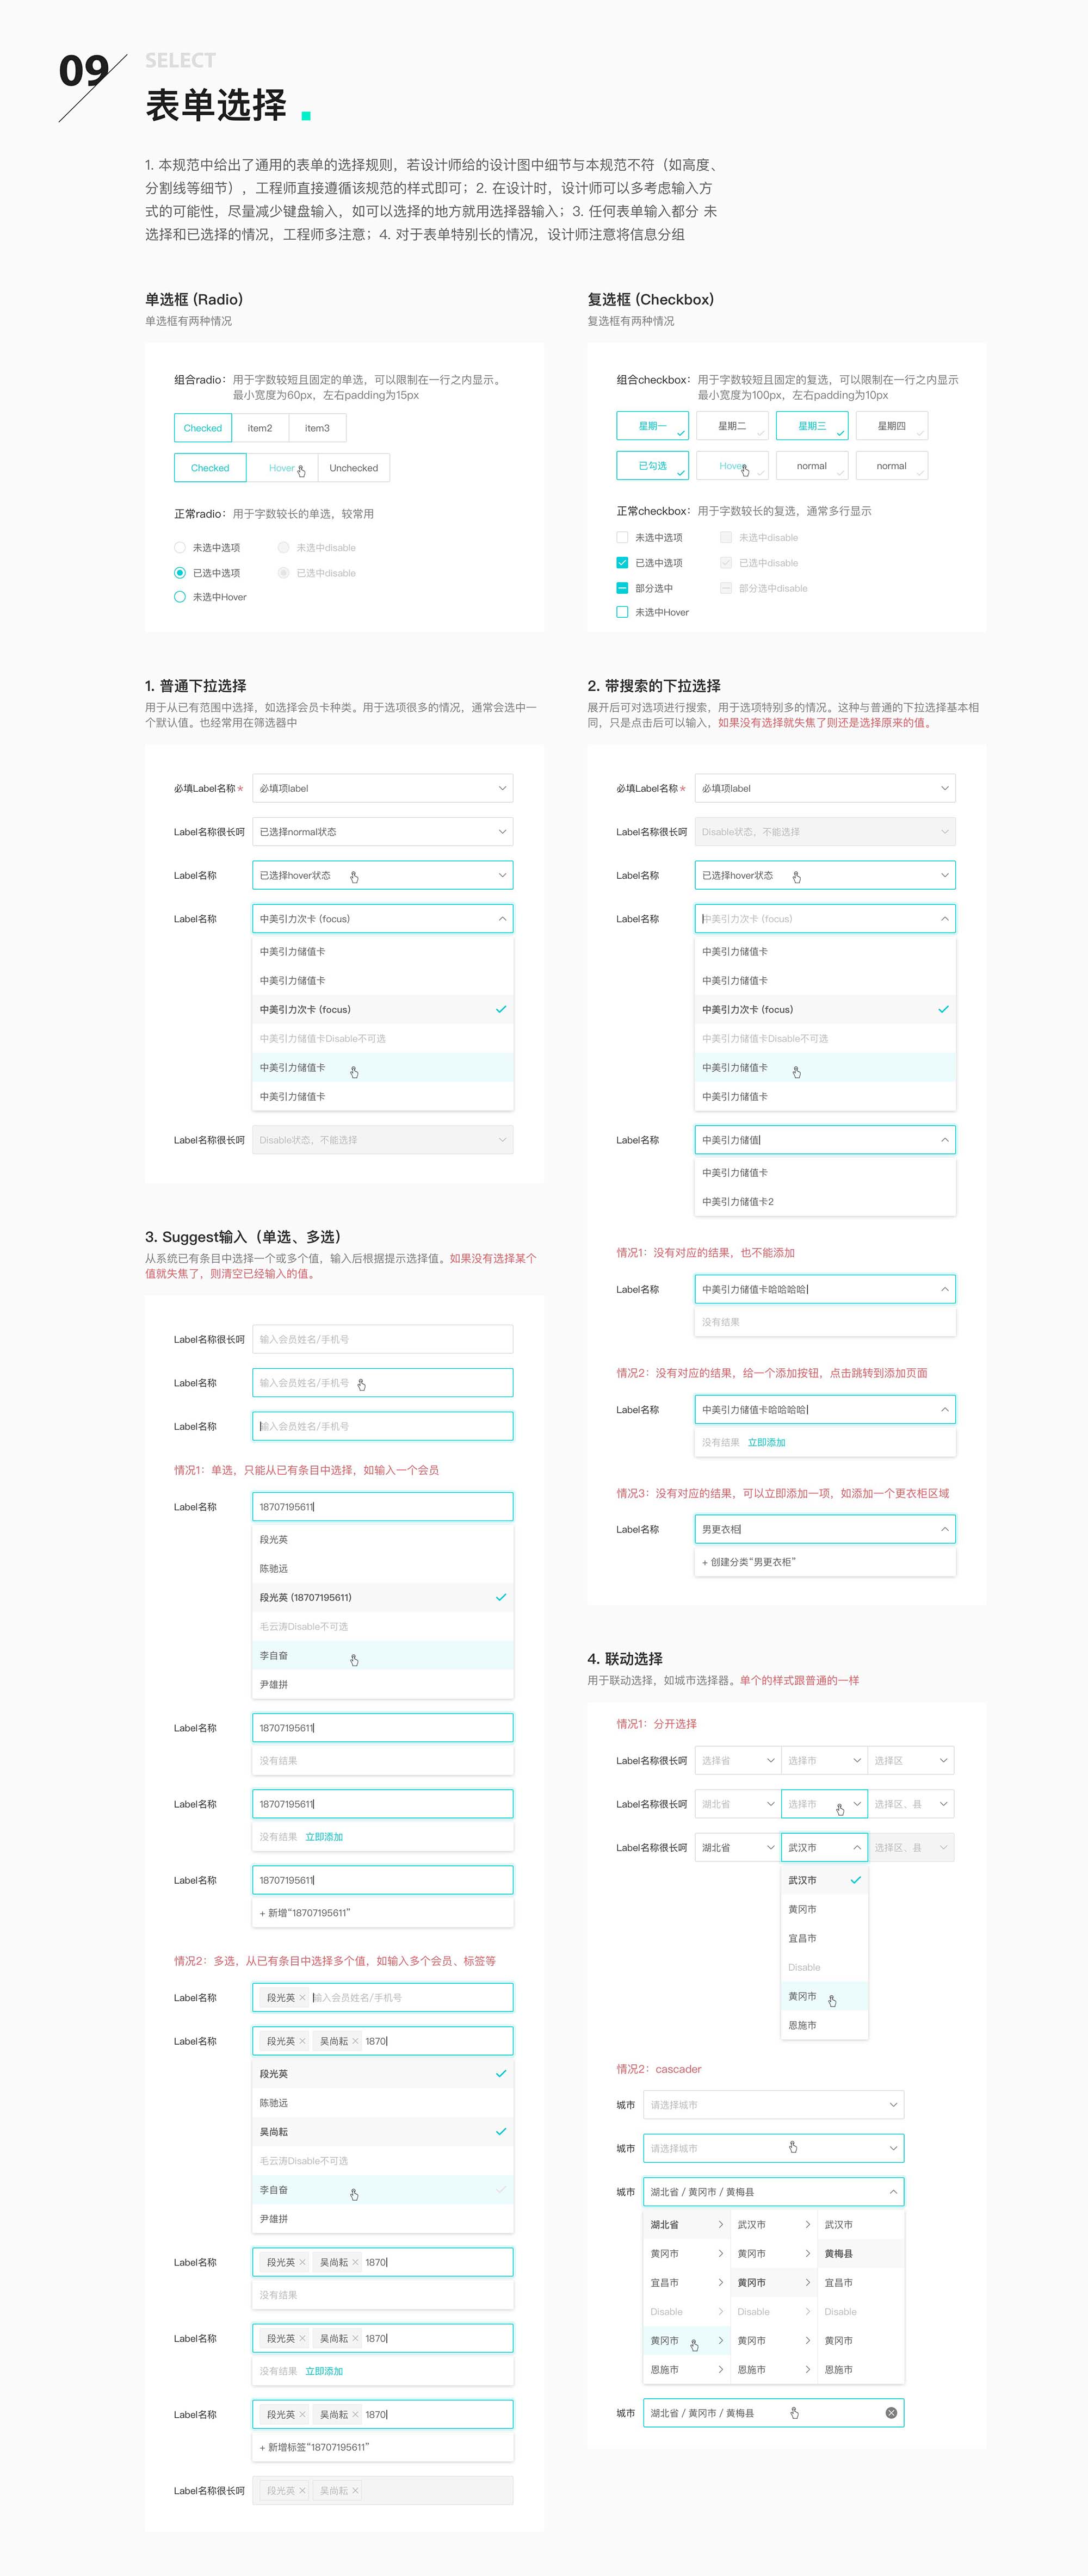 09
SELECT
表单选择
1. 本规范中给出了通用的表单的选择规则，若设计师给的设计图中细节与本规范不符（如高度、
分割线等细节），工程师直接遵循该规范的样式即可；2. 在设计时，设计师可以多考虑输入方
式的可能性，尽量减少键盘输入，如可以选择的地方就用选择器输入；3. 任何表单输入都分 未
选择和已选择的情况，工程师多注意；4. 对于表单特别长的情况，设计师注意将信息分组
单选框 (Radio)
单选框有两种情况
组合radio：用于字数较短且固定的单选，可以限制在一行之内显示。
最小宽度为60px，左右padding为15px
Checked item2 item3
Checked Hover Unchecked
正常radio：用于字数较长的单选，较常用
未选中选项 未选中disable
已选中选项 已选中disable
未选中Hover
复选框 (Checkbox)
复选框有两种情况
组合checkbox：用于字数较短且固定的复选，可以限制在一行之内显示
最小宽度为100px，左右padding为10px
星期一 星期二 星期三 星期四
已勾选 Hover normal normal
正常checkbox：用于字数较长的复选，通常多行显示
未选中选项 未选中disable
已选中选项 已选中disable
部分选中 部分选中disable
未选中Hover
1. 普通下拉选择
用于从已有范围中选择，如选择会员卡种类。用于选项很多的情况，通常会选中一
个默认值。也经常用在筛选器中
必填Label名称* 必填项label
Label名称很长呵 已选择normal状态
Label名称 已选择hover状态
Label名称 中美引力次卡 (focus)
中美引力储值卡
中美引力储值卡
中美引力次卡 (focus)
中美引力储值卡Disable不可选
中美引力储值卡
中美引力储值卡
Label名称很长呵 Disable状态，不能选择
2. 带搜索的下拉选择
展开后可对选项进行搜索，用于选项特别多的情况。这种与普通的下拉选择基本相
同，只是点击后可以输入，如果没有选择就失焦了则还是选择原来的值。
必填Label名称* 必填项label
Label名称很长呵 Disable状态，不能选择
Label名称 已选择hover状态
Label名称 中美引力次卡 (focus)
中美引力储值卡
中美引力储值卡
中美引力次卡 (focus)
中美引力储值卡Disable不可选
中美引力储值卡
中美引力储值卡
Label名称 中美引力储值
中美引力储值卡
中美引力储值卡2
情况1：没有对应的结果，也不能添加
Label名称 中美引力储值卡哈哈哈哈
没有结果
情况2：没有对应的结果，给一个添加按钮，点击跳转到添加页面
Label名称 中美引力储值卡哈哈哈哈
没有结果 立即添加
情况3：没有对应的结果，可以立即添加一项，如添加一个更衣柜区域
Label名称 男更衣柜
+ 创建分类“男更衣柜”
3. Suggest输入（单选、多选）
从系统已有条目中选择一个或多个值，输入后根据提示选择值。如果没有选择某个
值就失焦了，则清空已经输入的值。
Label名称很长呵 输入会员姓名/手机号
Label名称 输入会员姓名/手机号
Label名称 输入会员姓名/手机号
情况1：单选，只能从已有条目中选择，如输入一个会员
Label名称 18707195611
段光英
陈驰远
段光英 (18707195611)
毛云涛Disable不可选
李自奋
尹雄拼
Label名称 18707195611
没有结果
Label名称 18707195611
没有结果 立即添加
Label名称 18707195611
+ 新增“18707195611”
情况2：多选，从已有条目中选择多个值，如输入多个会员、标签等
Label名称 段光英 × 输入会员姓名/手机号
Label名称 段光英 × 吴尚耘 × 1870
段光英
陈驰远
吴尚耘
毛云涛Disable不可选
李自奋
尹雄拼
Label名称 段光英 × 吴尚耘 × 1870
没有结果
Label名称 段光英 × 吴尚耘 × 1870
没有结果 立即添加
Label名称 段光英 × 吴尚耘 × 1870
+ 新增标签“18707195611”
Label名称很长呵 段光英 × 吴尚耘 ×
4. 联动选择
用于联动选择，如城市选择器。单个的样式跟普通的一样
情况1：分开选择
Label名称很长呵 选择省 选择市 选择区
Label名称很长呵 湖北省 选择市 选择区、县
Label名称很长呵 湖北省 武汉市 选择区、县
武汉市
黄冈市
宜昌市
Disable
黄冈市
恩施市
情况2：cascader
城市 请选择城市
城市 请选择城市
城市 湖北省 / 黄冈市 / 黄梅县
湖北省 武汉市 武汉市
黄冈市 黄冈市 黄梅县
宜昌市 黄冈市 宜昌市
Disable Disable Disable
黄冈市 黄冈市 黄冈市
恩施市 恩施市 恩施市
城市 湖北省 / 黄冈市 / 黄梅县